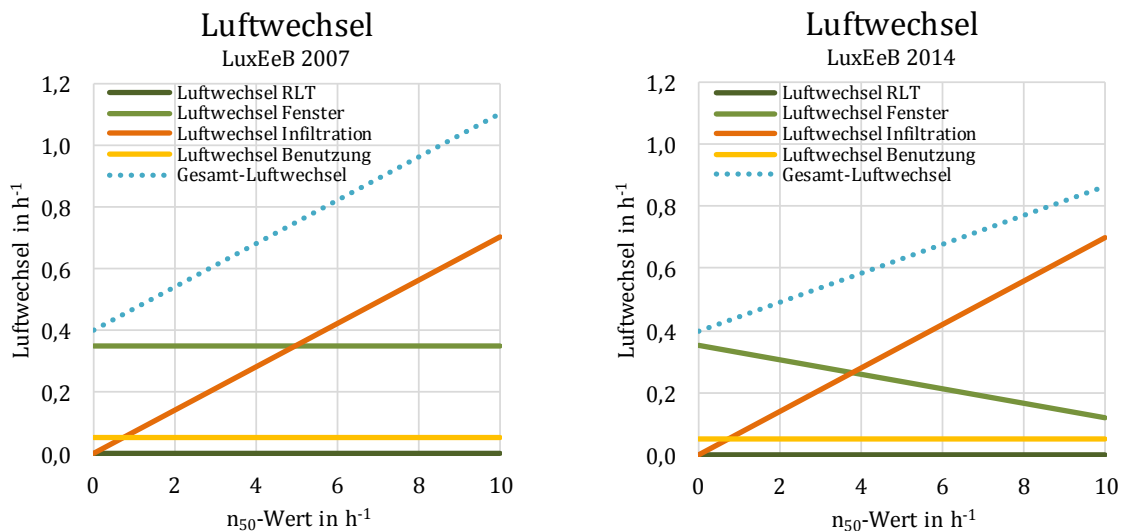 Luftwechsel
LuxEeB 2007
Luftwechsel in h-1
1,2
1,0
0,8
0,6
0,4
0,2
0,0
Luftwechsel RLT
Luftwechsel Fenster
Luftwechsel Infiltration
Luftwechsel Benutzung
Gesamt-Luftwechsel
0 2 4 6 8 10
n50-Wert in h-1
Luftwechsel
LuxEeB 2014
Luftwechsel in h-1
1,2
1,0
0,8
0,6
0,4
0,2
0,0
Luftwechsel RLT
Luftwechsel Fenster
Luftwechsel Infiltration
Luftwechsel Benutzung
Gesamt-Luftwechsel
0 2 4 6 8 10
n50-Wert in h-1